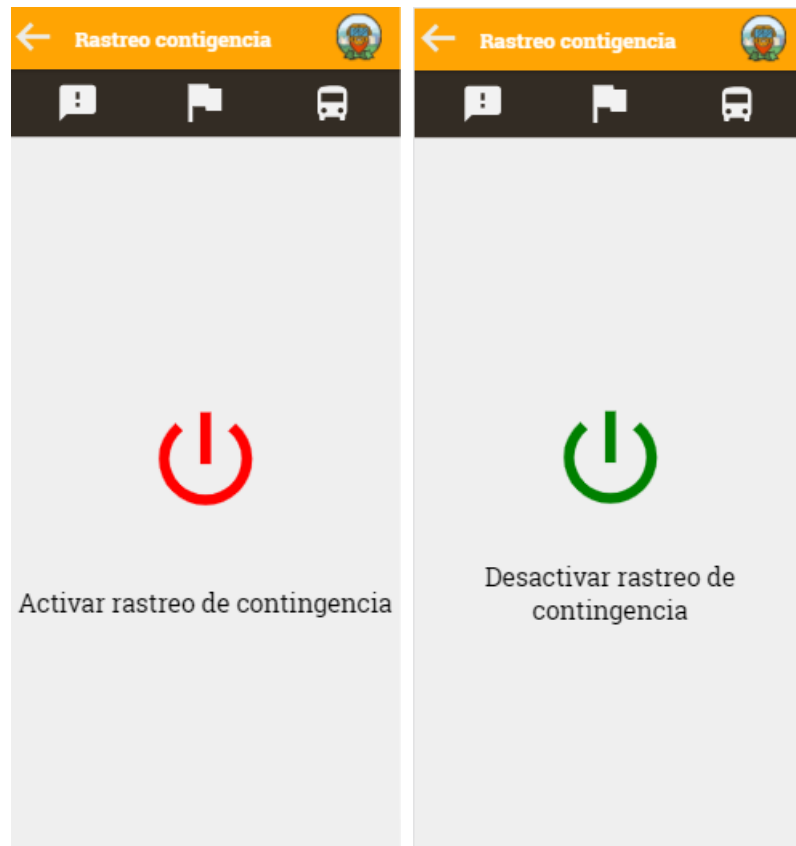 Rastreo contigencia
Activar rastreo de contingencia
Rastreo contigencia
Desactivar rastreo de
contingencia